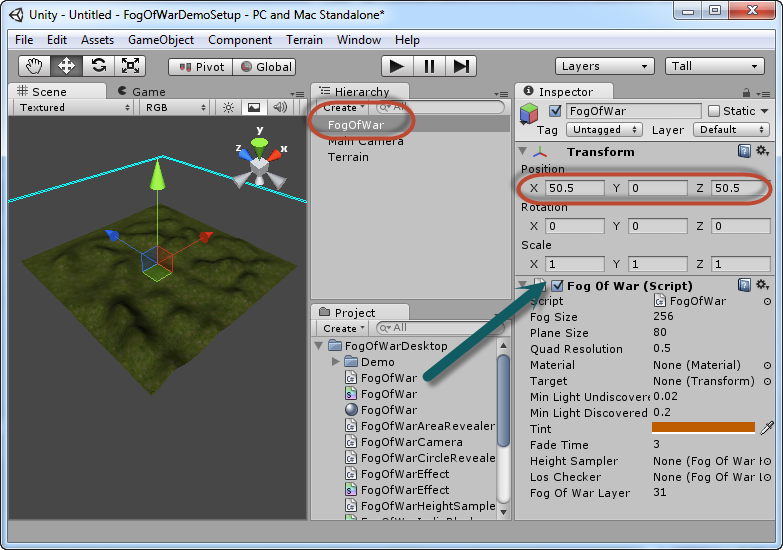 Unity - Untitled - FogOfWarDemoSetup - PC and Mac Standalone*
File Edit Assets GameObject Component Terrain Window Help
Pivot Global Layers Tall
Scene Game
Textured RGB
y
z x
Hierarchy
Create All
FogOfWar
Main Camera
Terrain
Project
Create All
FogOfWarDesktop
Demo
FogOfWar
FogOfWar
FogOfWar
FogOfWarAreaRevealer
FogOfWarCamera
FogOfWarCircleReveale
FogOfWarEffect
FogOfWarEffect
FogOfWarHeightSample
Inspector
FogOfWar Static
Tag Untagged Layer Default
Transform
Position
X 50.5 Y 0 Z 50.5
Rotation
X 0 Y 0 Z 0
Scale
X 1 Y 1 Z 1
Fog Of War (Script)
Script FogOfWar
Fog Size 256
Plane Size 80
Quad Resolution 0.5
Material None (Material)
Target None (Transform)
Min Light Undiscovere 0.02
Min Light Discovered 0.2
Tint
Fade Time 3
Height Sampler None (Fog Of War H
Los Checker None (Fog Of War L
Fog Of War Layer 31